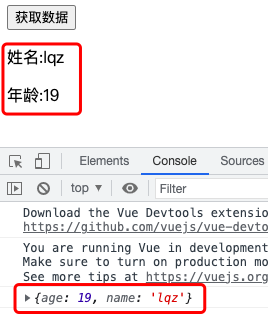 获取数据
姓名:lqz
年龄:19
Elements Console Sources
top Filter
Download the Vue Devtools extensio
https://github.com/vuejs/vue-devto
You are running Vue in development
Make sure to turn on production mo
See more tips at https://vuejs.org
{age: 19, name: 'lqz'}